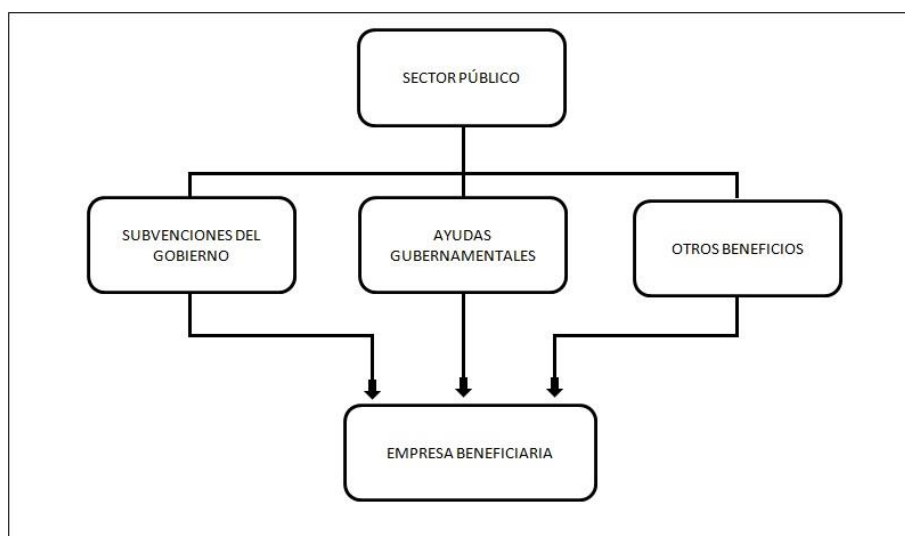 SECTOR PÚBLICO
SUBVENCIONES DEL
GOBIERNO
AYUDAS
GUBERNAMENTALES
OTROS BENEFICIOS
EMPRESA BENEFICIARIA